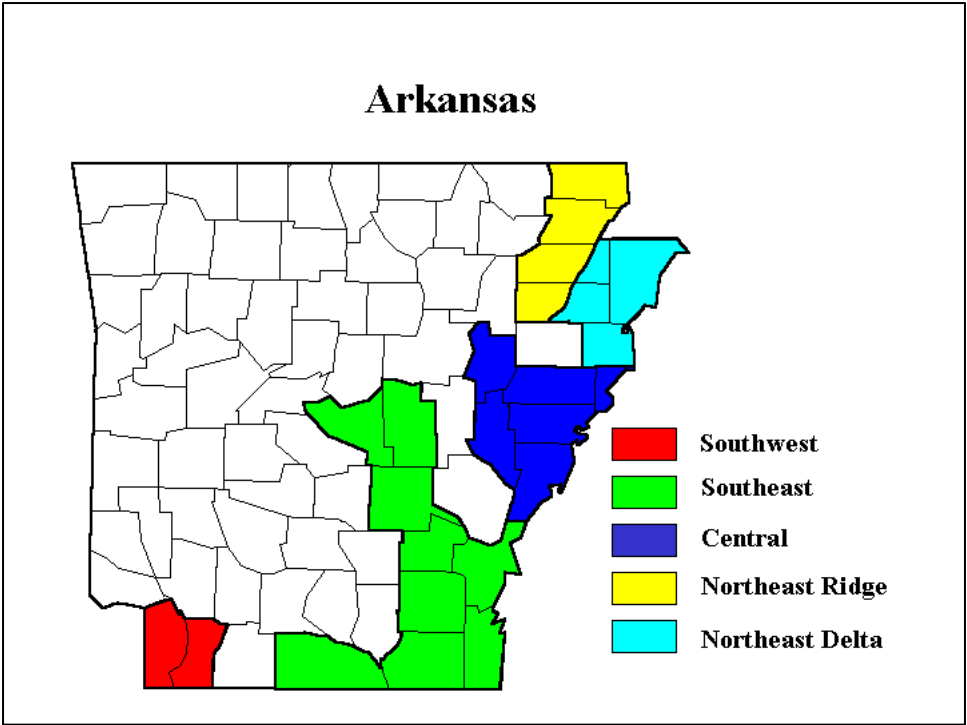 Arkansas
Southwest
Southeast
Central
Northeast Ridge
Northeast Delta